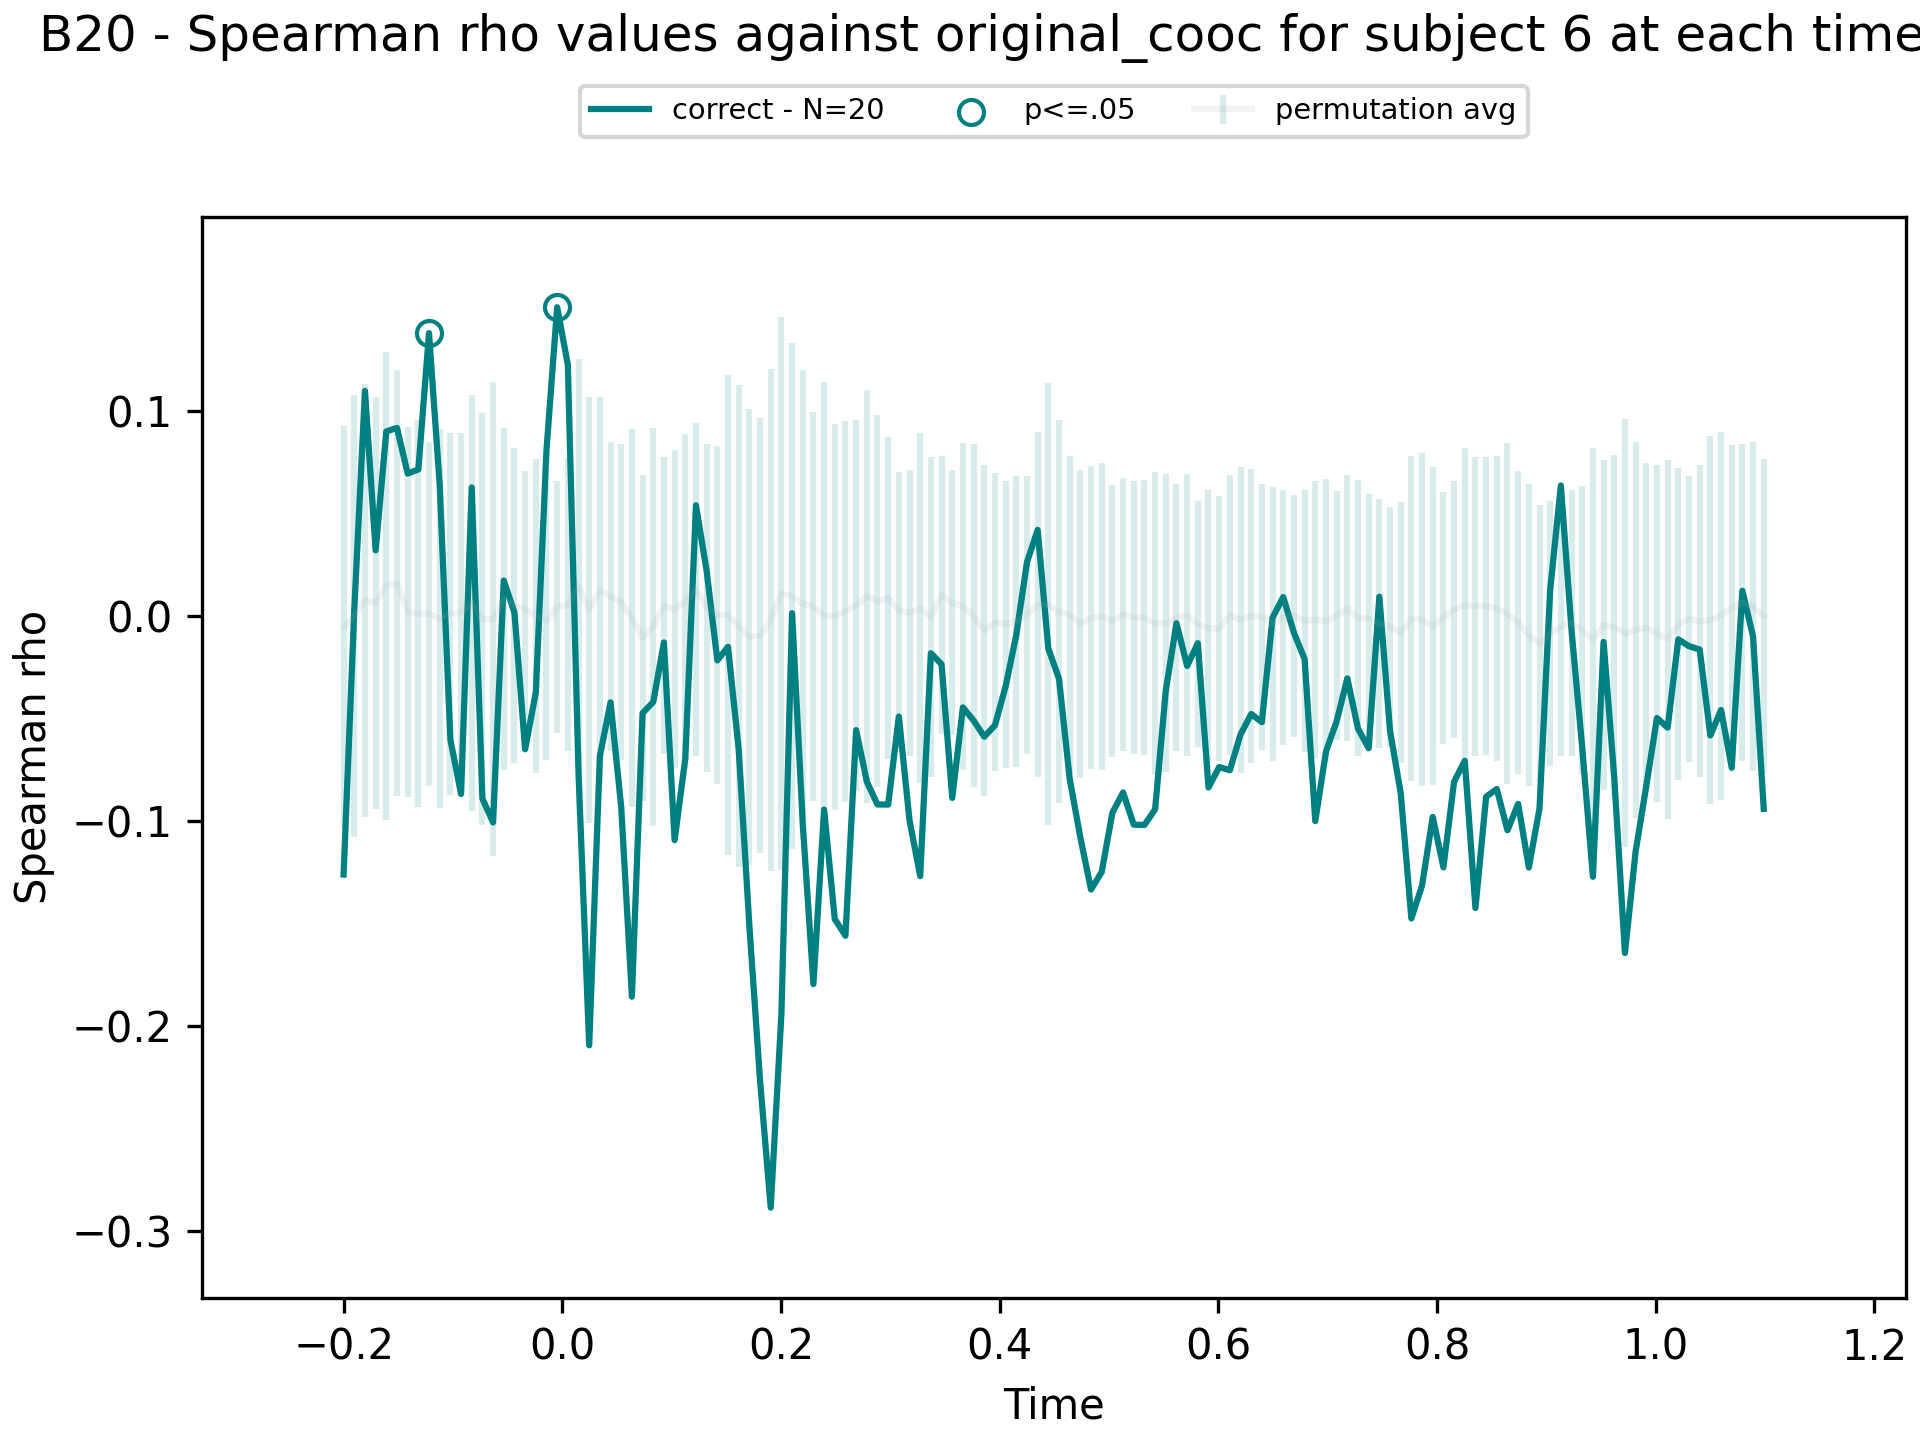 B20 - Spearman rho values against original_cooc for subject 6 at each time
correct - N=20 p<=.05 permutation avg
Spearman rho
0.1
0.0
−0.1
−0.2
−0.3
−0.2 0.0 0.2 0.4 0.6 0.8 1.0 1.2
Time